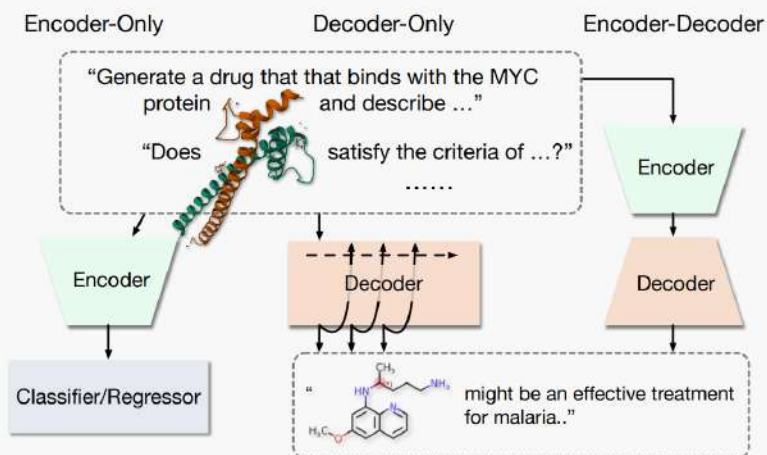 Encoder-Only
Decoder-Only
Encoder-Decoder
“Generate a drug that that binds with the MYC
protein and describe ...”
“Does satisfy the criteria of ...?”
......
Encoder
Classifier/Regressor
Decoder
Encoder
Decoder
“ might be an effective treatment
for malaria..”
CH₃
HN
NH₂
N
H₃C
O